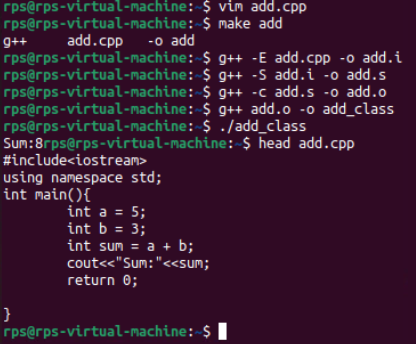 rps@rps-virtual-machine:~$ vim add.cpp
rps@rps-virtual-machine:~$ make add
g++     add.cpp   -o add
rps@rps-virtual-machine:~$ g++ -E add.cpp -o add.i
rps@rps-virtual-machine:~$ g++ -S add.i -o add.s
rps@rps-virtual-machine:~$ g++ -c add.s -o add.o
rps@rps-virtual-machine:~$ g++ add.o -o add_class
rps@rps-virtual-machine:~$ ./add_class
Sum:8rps@rps-virtual-machine:~$ head add.cpp
#include<iostream>
using namespace std;
int main(){
        int a = 5;
        int b = 3;
        int sum = a + b;
        cout<<"Sum:"<<sum;
        return 0;
}
rps@rps-virtual-machine:~$